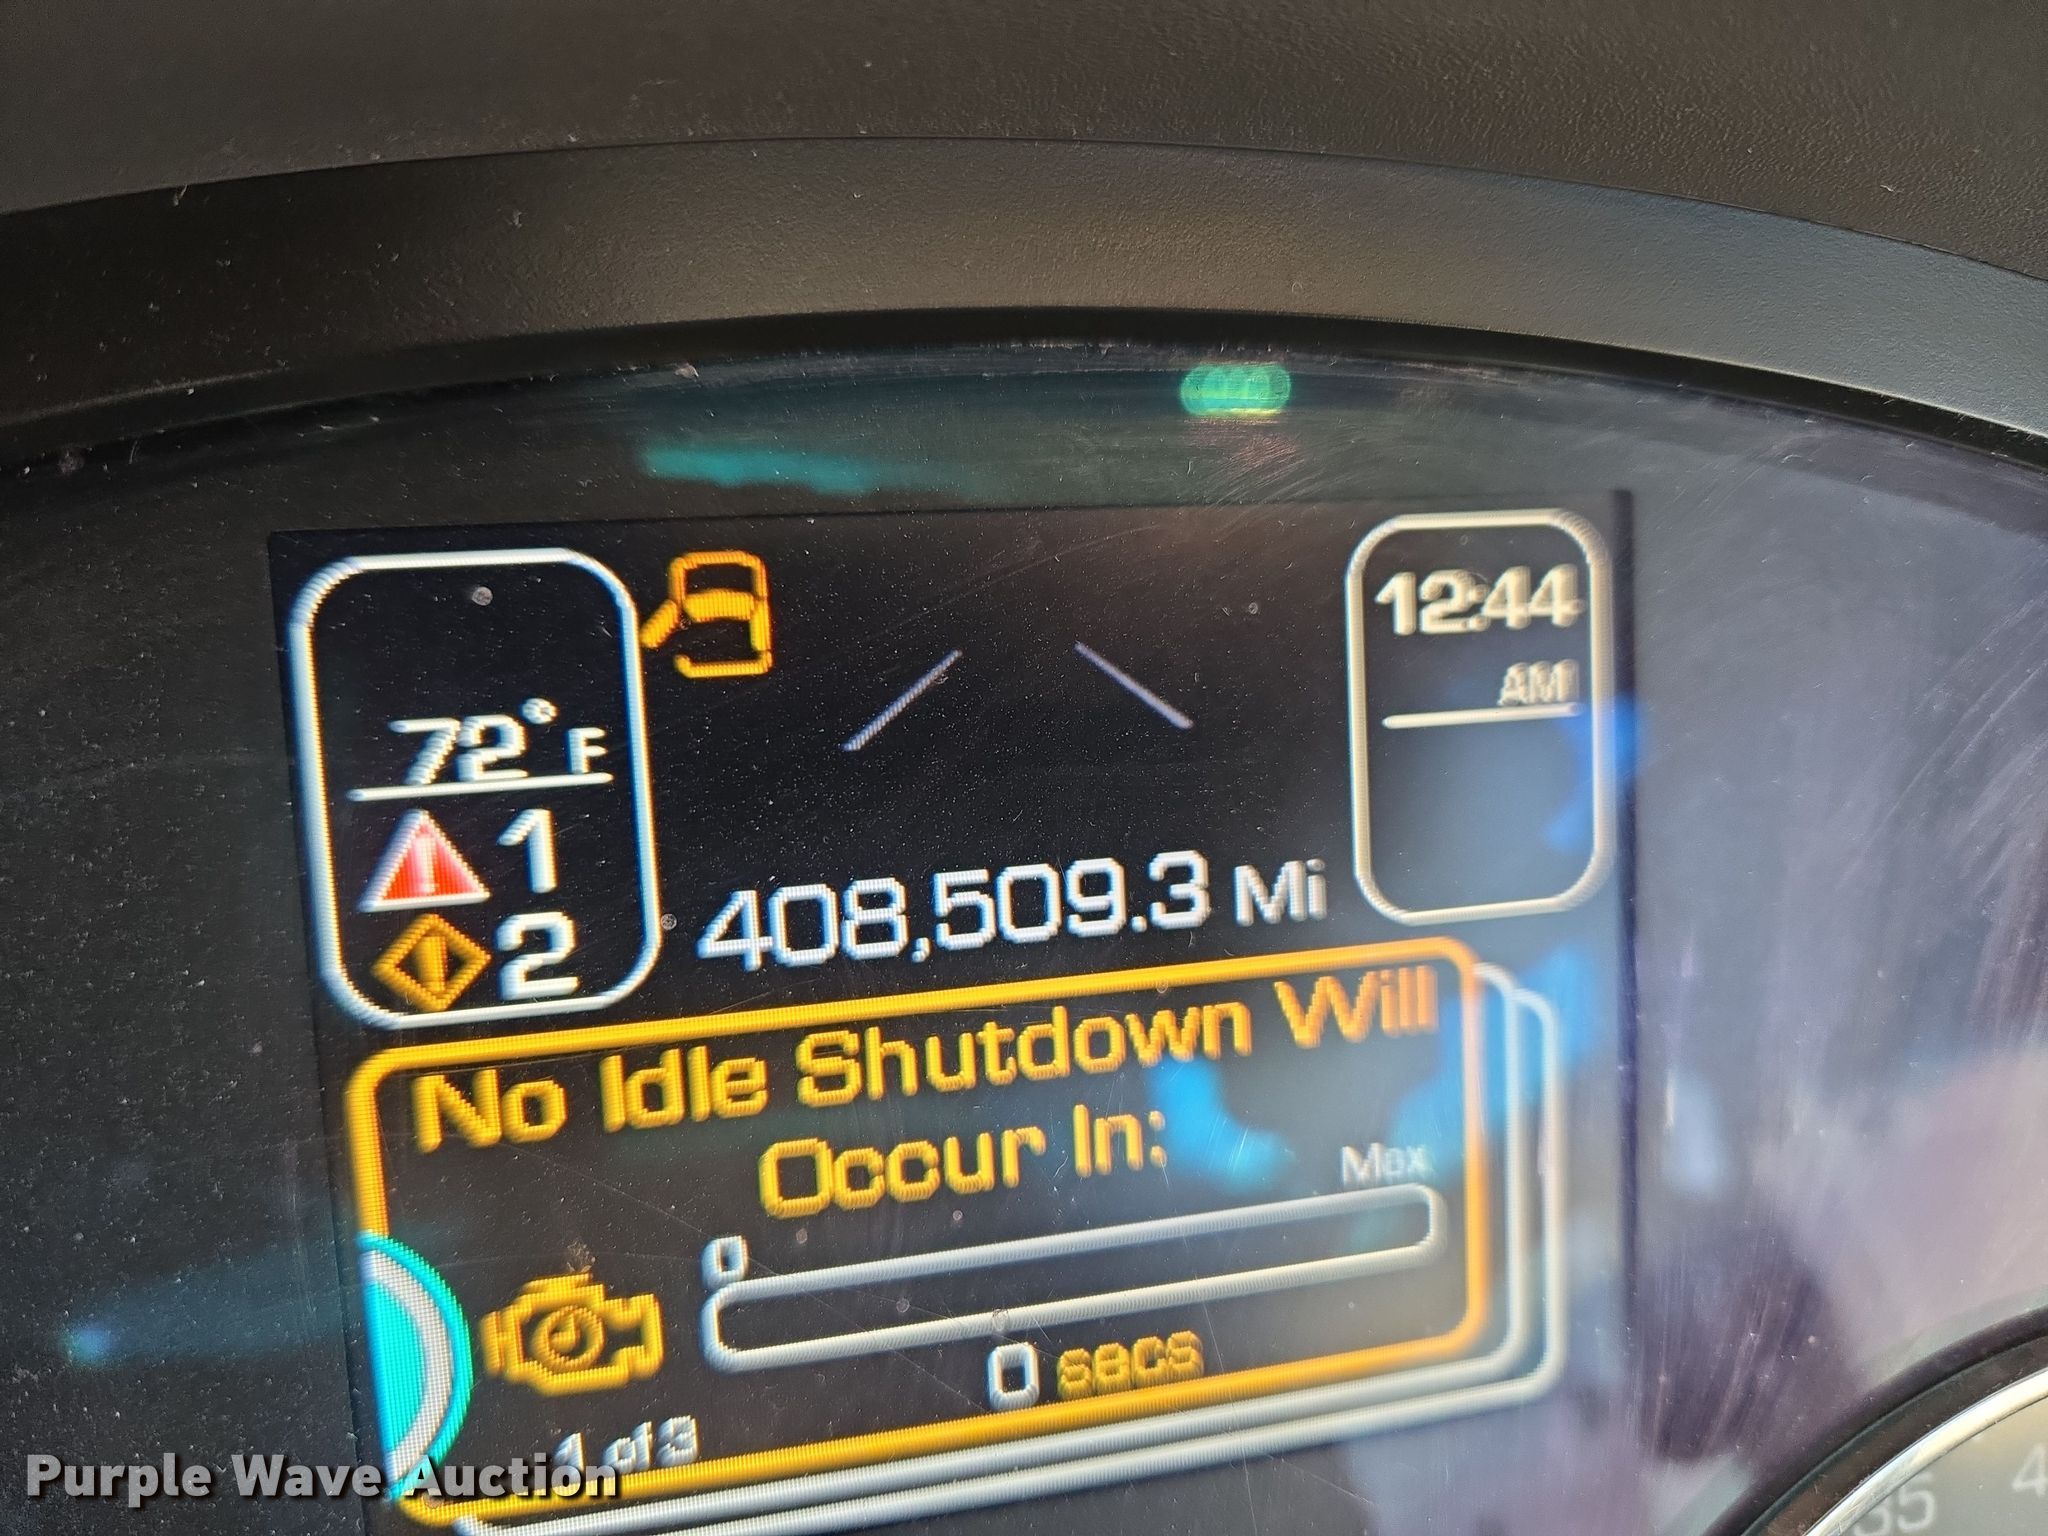 12:44
AM
72°F
1
2
408,509.3 Mi
No Idle Shutdown Will
Occur In:
Max
0
0 secs
1 of 3
Purple Wave Auction